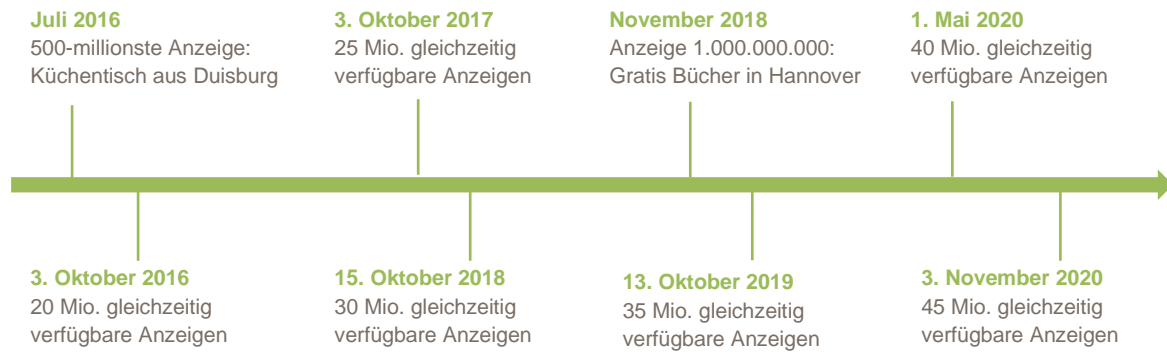 Juli 2016
500-millionste Anzeige:
Küchentisch aus Duisburg
3. Oktober 2017
25 Mio. gleichzeitig
verfügbare Anzeigen
November 2018
Anzeige 1.000.000.000:
Gratis Bücher in Hannover
1. Mai 2020
40 Mio. gleichzeitig
verfügbare Anzeigen
3. Oktober 2016
20 Mio. gleichzeitig
verfügbare Anzeigen
15. Oktober 2018
30 Mio. gleichzeitig
verfügbare Anzeigen
13. Oktober 2019
35 Mio. gleichzeitig
verfügbare Anzeigen
3. November 2020
45 Mio. gleichzeitig
verfügbare Anzeigen